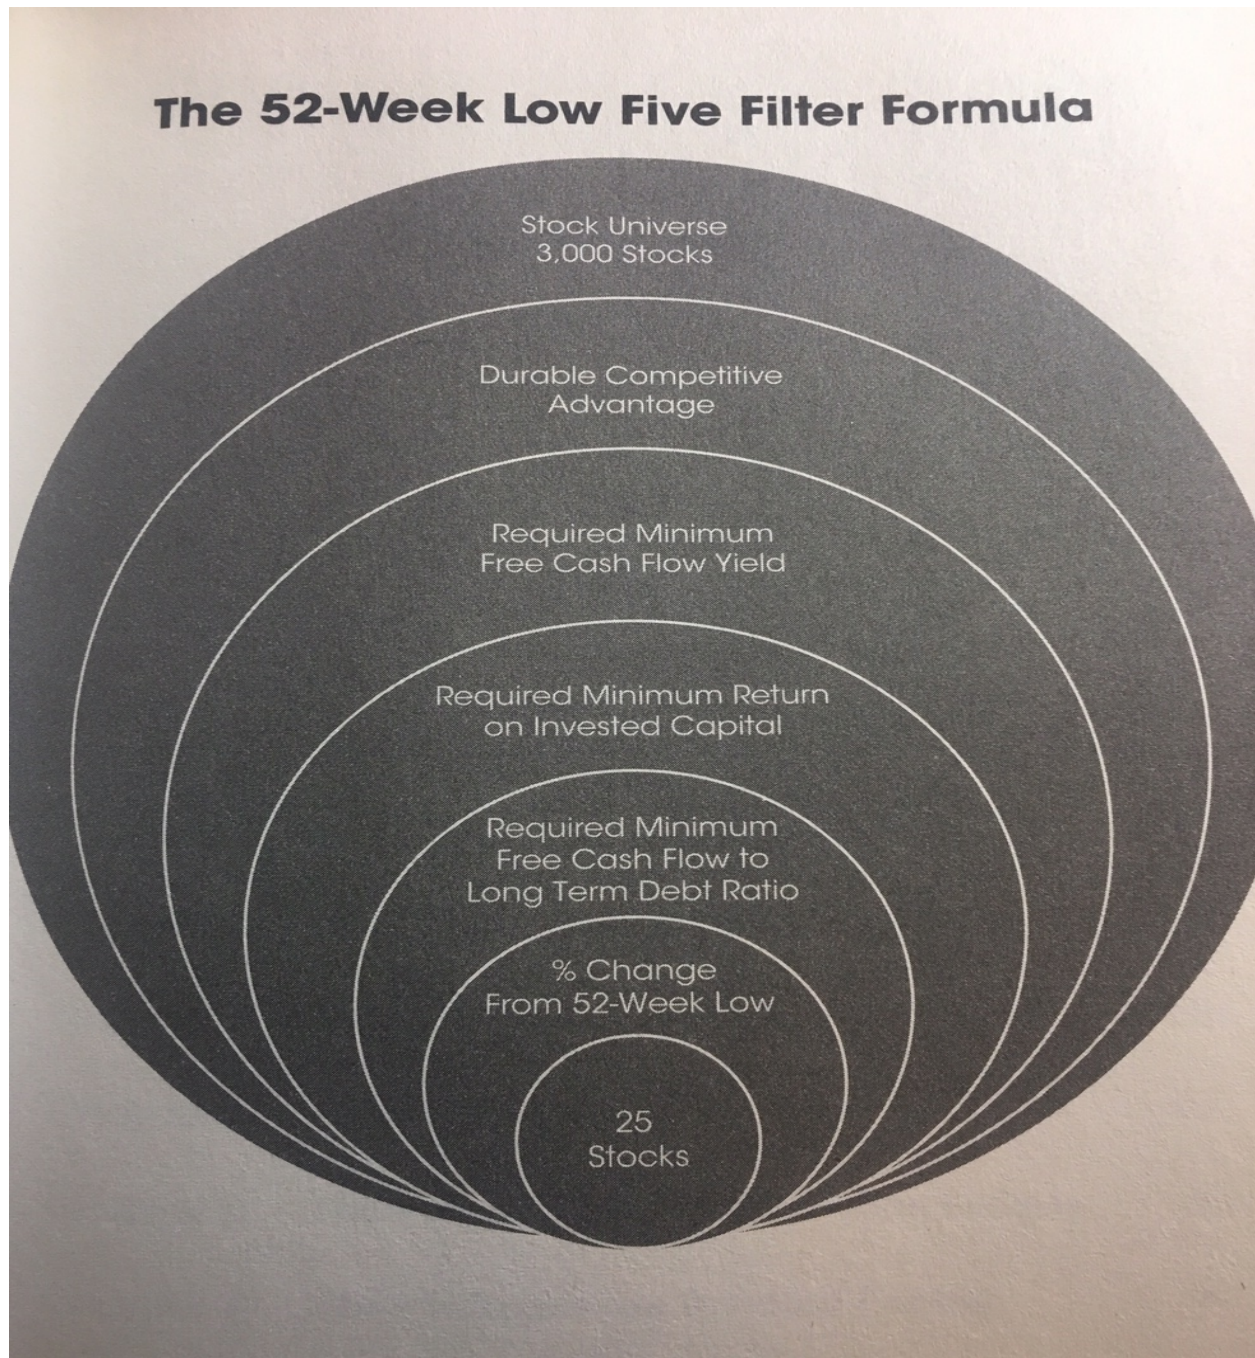 The 52-Week Low Five Filter Formula
Stock Universe
3,000 Stocks
Durable Competitive
Advantage
Required Minimum
Free Cash Flow Yield
Required Minimum Return
on Invested Capital
Required Minimum
Free Cash Flow to
Long Term Debt Ratio
% Change
From 52-Week Low
25
Stocks